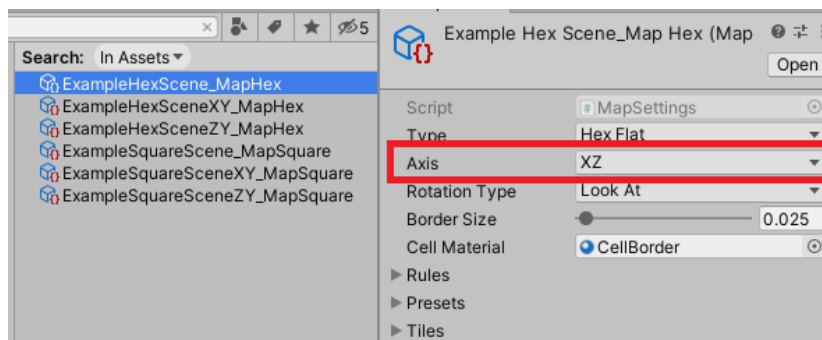 5
Search: In Assets
ExampleHexScene_MapHex
ExampleHexSceneXY_MapHex
ExampleHexSceneZY_MapHex
ExampleSquareScene_MapSquare
ExampleSquareSceneXY_MapSquare
ExampleSquareSceneZY_MapSquare
Example Hex Scene_Map Hex (Map
Open
Script MapSettings
Type Hex Flat
Axis XZ
Rotation Type Look At
Border Size 0.025
Cell Material CellBorder
Rules
Presets
Tiles